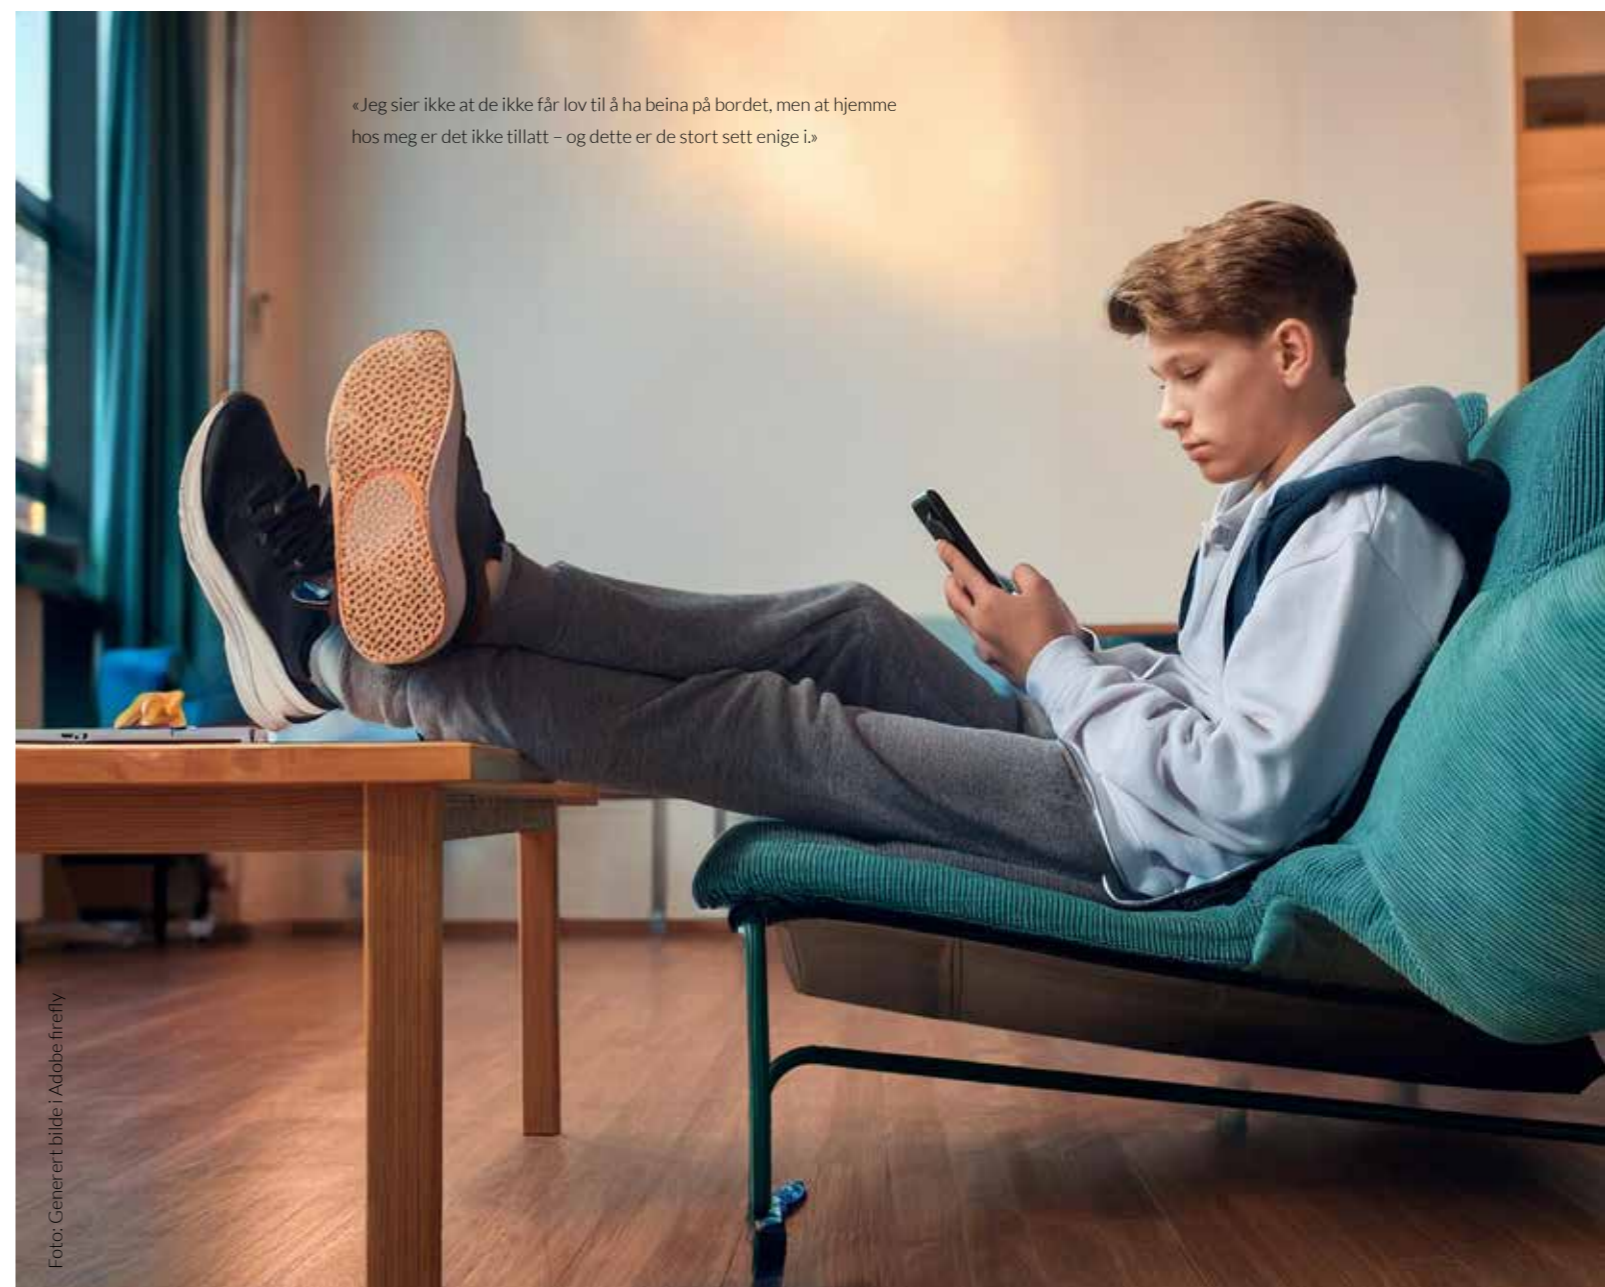 «Jeg sier ikke at de ikke får lov til å ha beina på bordet, men at hjemme
hos meg er det ikke tillatt – og dette er de stort sett enige i.»
Foto: Generert bilde i Adobe firefly